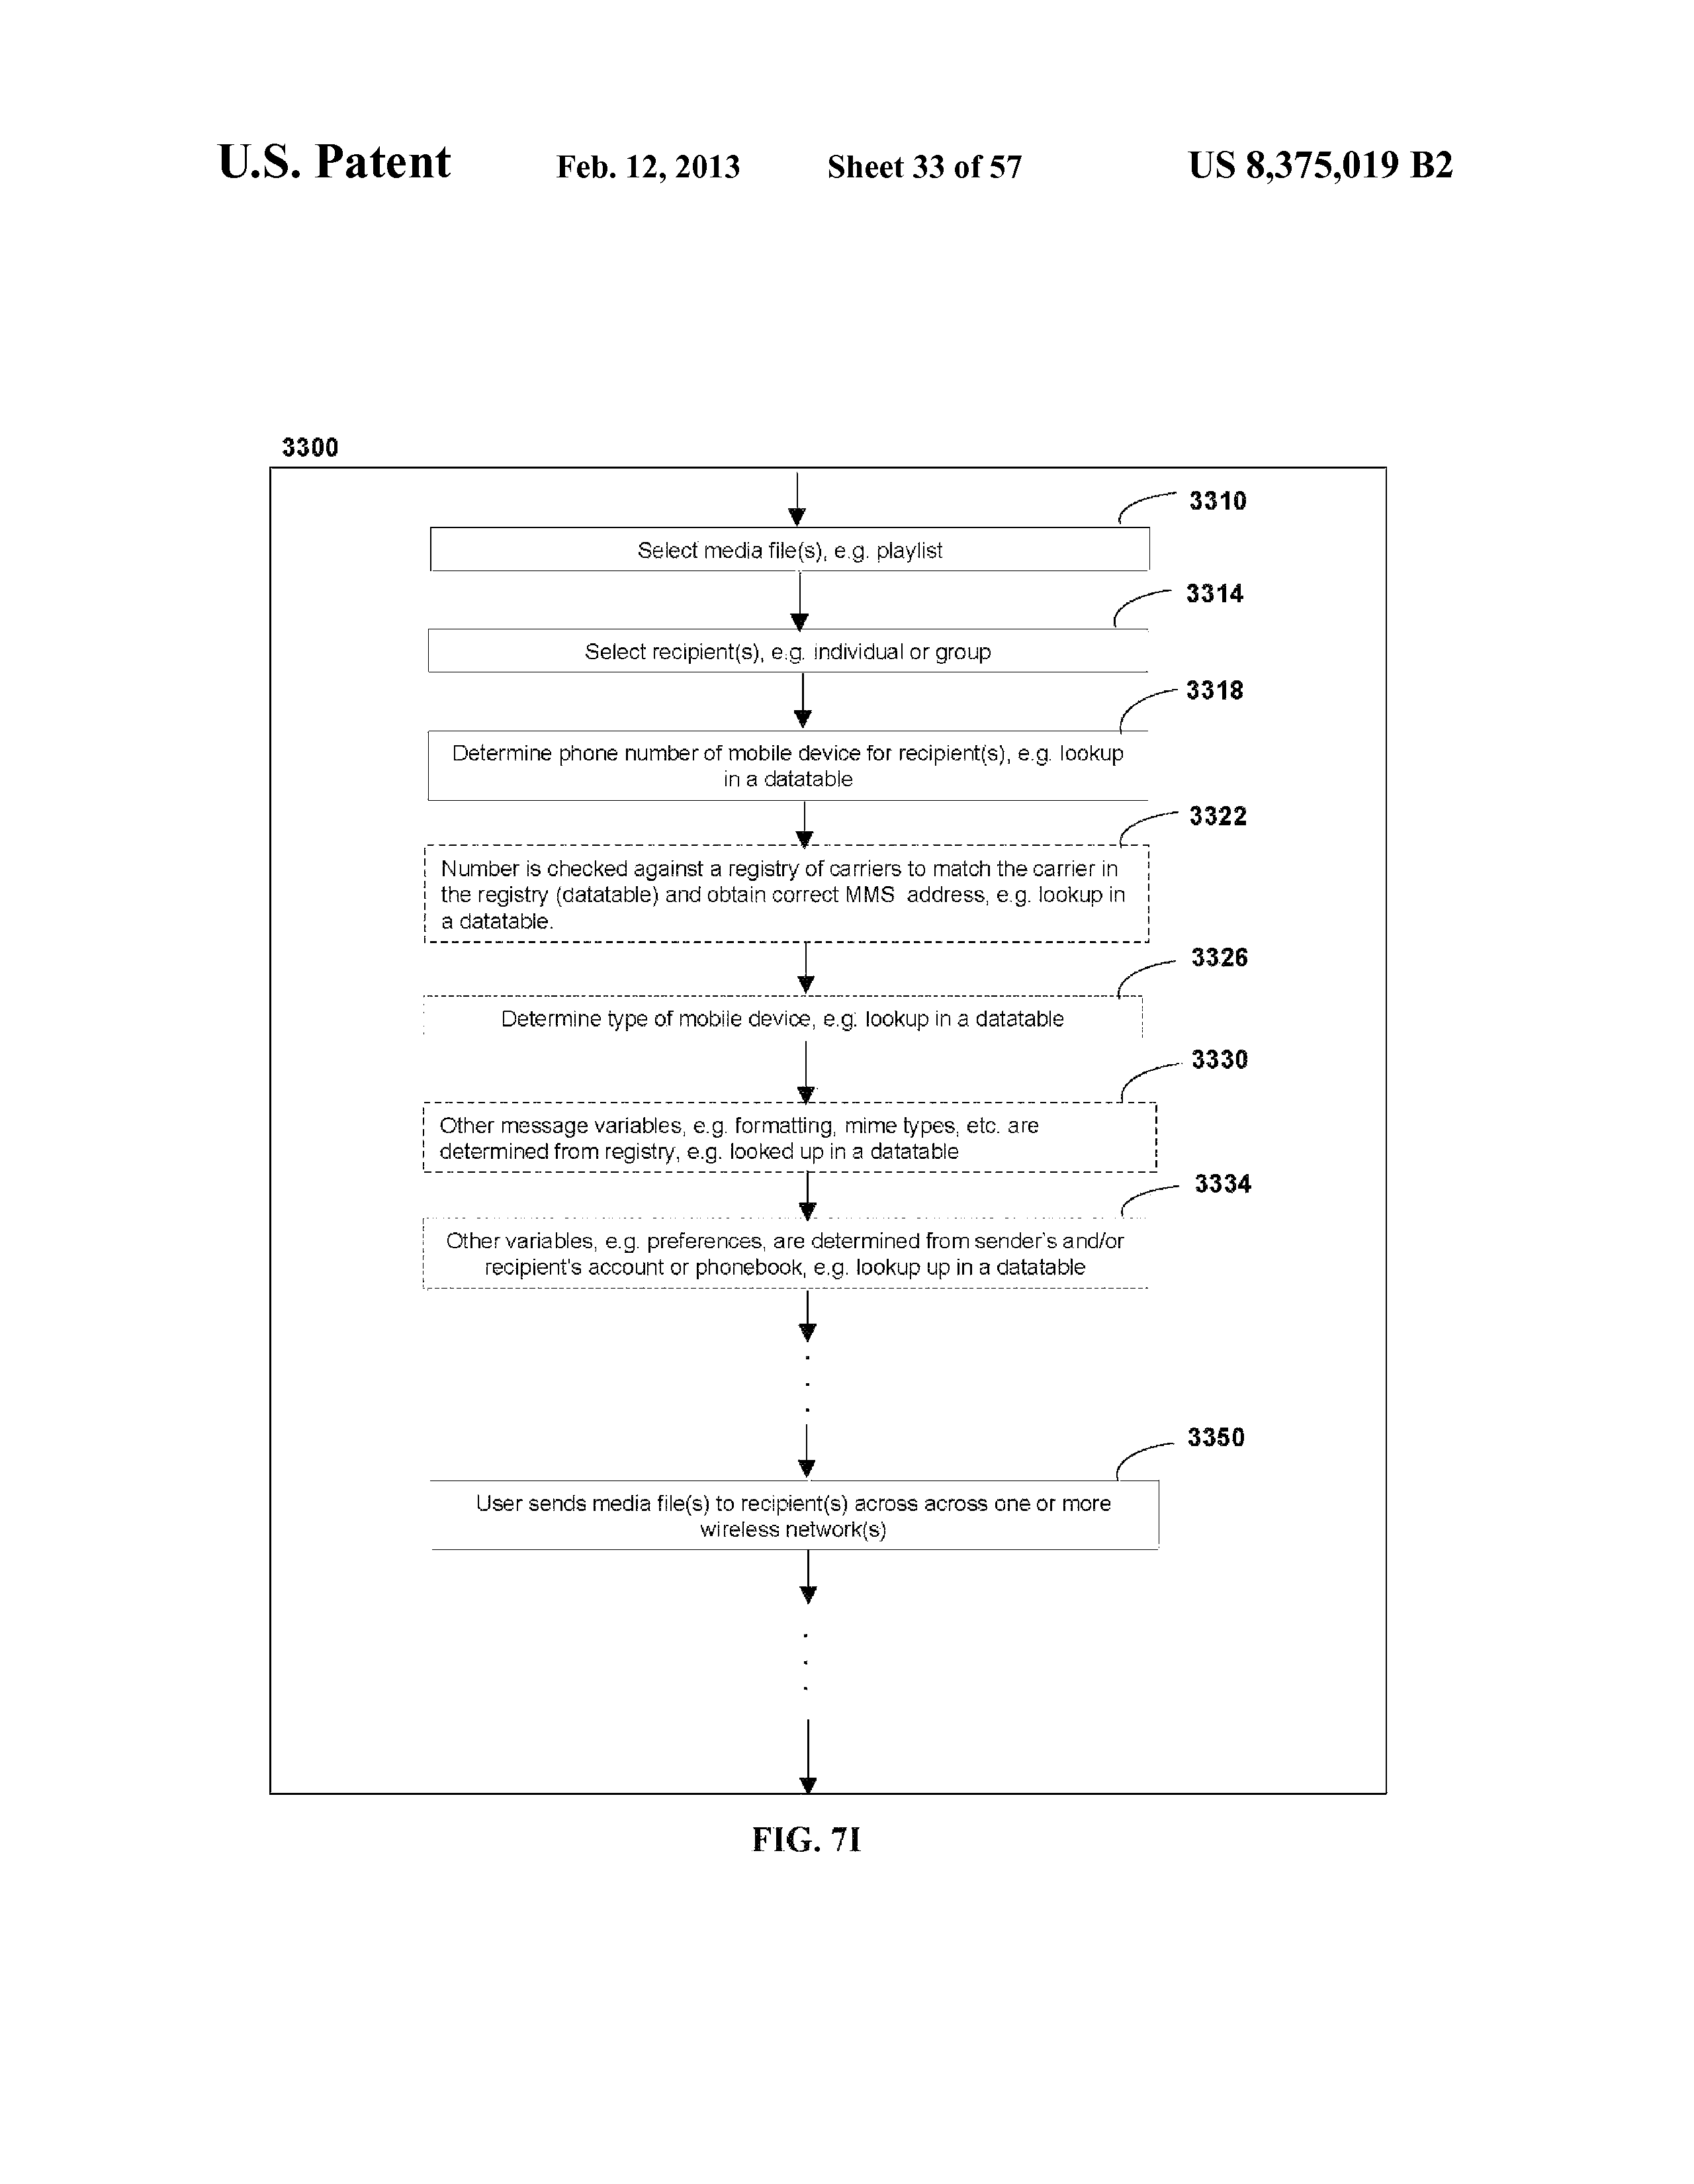 U.S. Patent Feb. 12, 2013 Sheet 33 of 57 US 8,375,019 B2
3300
3310
Select media file(s), e.g. playlist
3314
Select recipient(s), e.g. individual or group
3318
Determine phone number of mobile device for recipient(s), e.g. lookup
in a datatable
3322
Number is checked against a registry of carriers to match the carrier in
the registry (datatable) and obtain correct MMS address, e.g. lookup in
a datatable.
3326
Determine type of mobile device, e.g. lookup in a datatable
3330
Other message variables, e.g. formatting, mime types, etc. are
determined from registry, e.g. looked up in a datatable
3334
Other variables, e.g. preferences, are determined from sender's and/or
recipient's account or phonebook, e.g. lookup up in a datatable
3350
User sends media file(s) to recipient(s) across across one or more
wireless network(s)
FIG. 7I